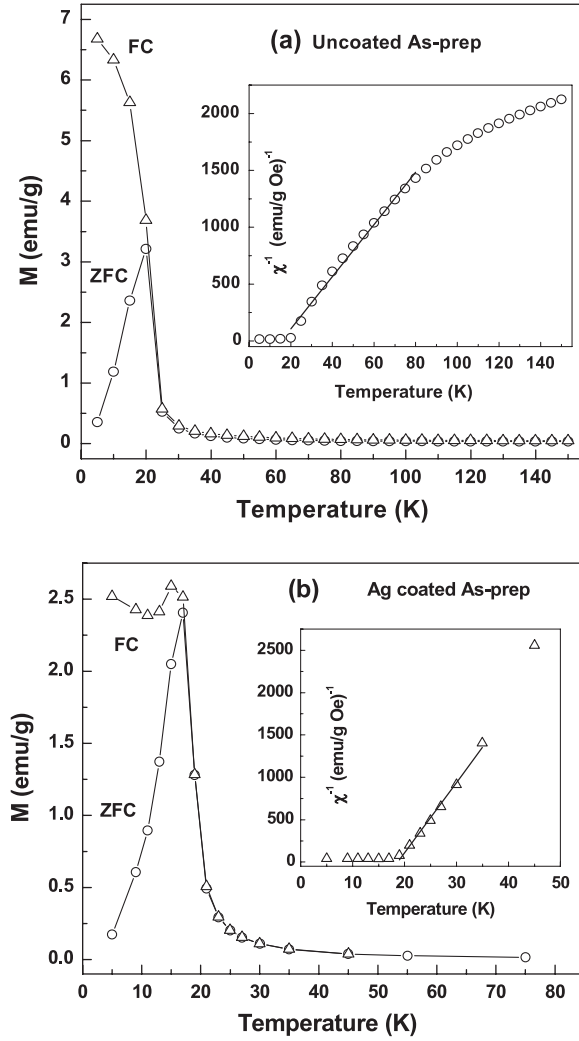 (a) Uncoated As-prep
FC
ZFC
M (emu/g)
7
6
5
4
3
2
1
0
0 20 40 60 80 100 120 140
Temperature (K)
χ⁻¹ (emu/g Oe)⁻¹
2000
1500
1000
500
0
0 20 40 60 80 100 120 140
Temperature (K)
(b) Ag coated As-prep
FC
ZFC
M (emu/g)
2.5
2.0
1.5
1.0
0.5
0.0
0 10 20 30 40 50 60 70 80
Temperature (K)
χ⁻¹ (emu/g Oe)⁻¹
2500
2000
1500
1000
500
0
0 10 20 30 40 50
Temperature (K)